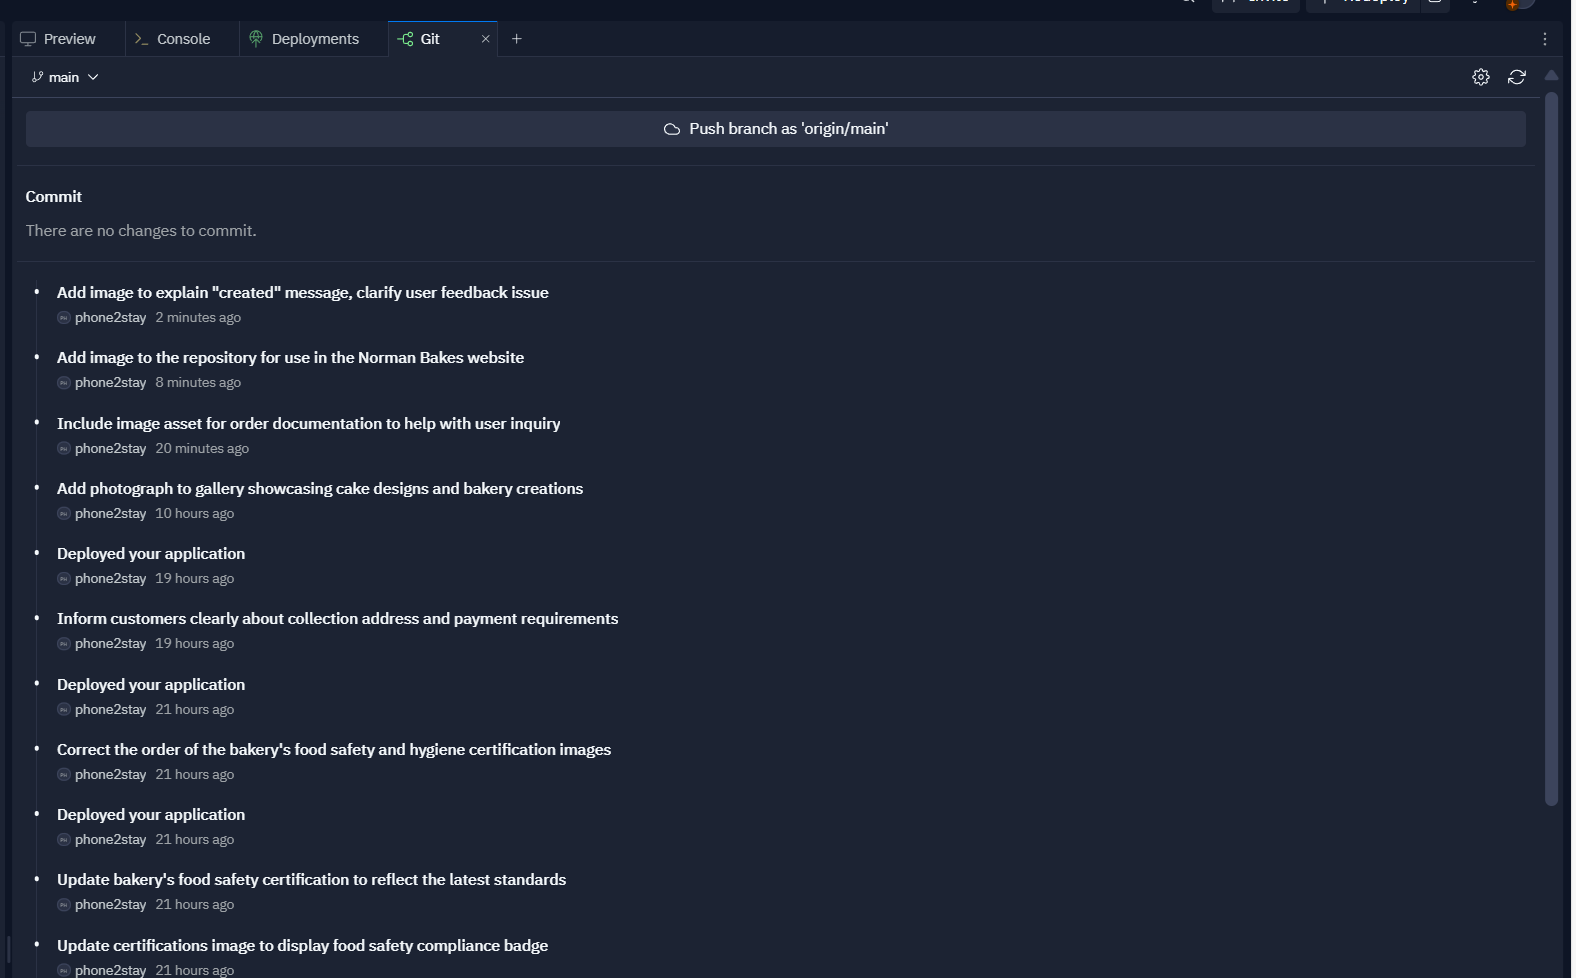 Preview
Console
Deployments
Git
main
Push branch as 'origin/main'
Commit
There are no changes to commit.
Add image to explain "created" message, clarify user feedback issue
phone2stay 2 minutes ago
Add image to the repository for use in the Norman Bakes website
phone2stay 8 minutes ago
Include image asset for order documentation to help with user inquiry
phone2stay 20 minutes ago
Add photograph to gallery showcasing cake designs and bakery creations
phone2stay 10 hours ago
Deployed your application
phone2stay 19 hours ago
Inform customers clearly about collection address and payment requirements
phone2stay 19 hours ago
Deployed your application
phone2stay 21 hours ago
Correct the order of the bakery's food safety and hygiene certification images
phone2stay 21 hours ago
Deployed your application
phone2stay 21 hours ago
Update bakery's food safety certification to reflect the latest standards
phone2stay 21 hours ago
Update certifications image to display food safety compliance badge
phone2stay 21 hours ago